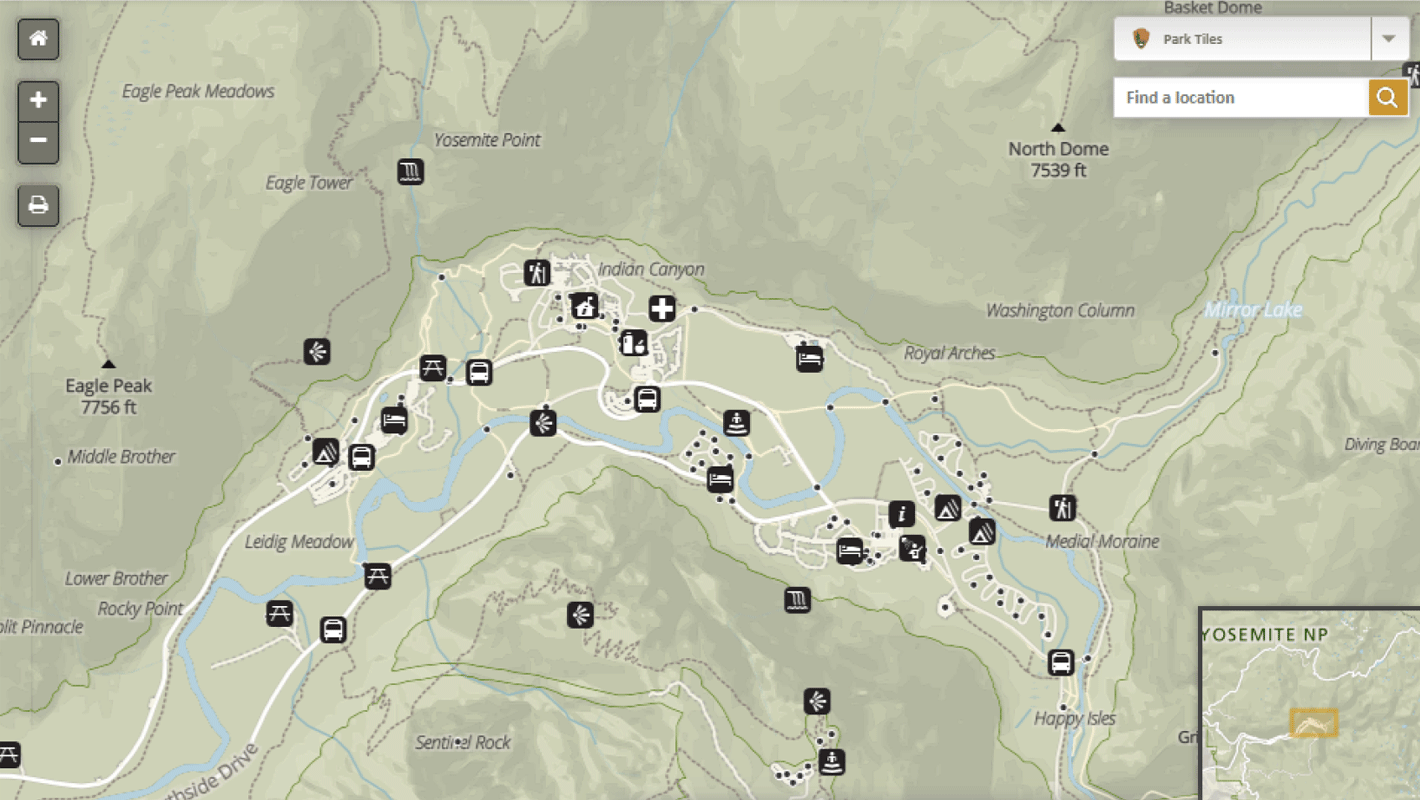 Basket Dome
Park Tiles
Find a location
Eagle Peak Meadows
Yosemite Point
North Dome
7539 ft
Eagle Tower
Indian Canyon
Washington Column
Mirror Lake
Royal Arches
Eagle Peak
7756 ft
Middle Brother
Diving Boar
Leidig Meadow
Medial Moraine
Lower Brother
Rocky Point
plit Pinnacle
YOSEMITE NP
Happy Isles
Gri
Sentinel Rock
thside Drive